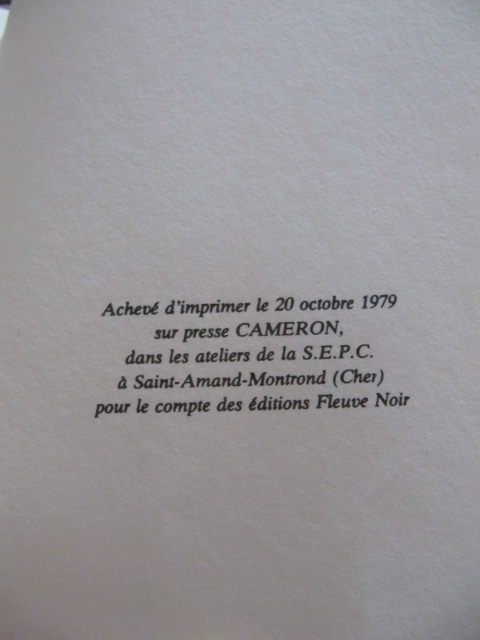 Achevé d'imprimer le 20 octobre 1979
sur presse CAMERON,
dans les ateliers de la S.E.P.C.
à Saint-Amand-Montrond (Cher)
pour le compte des éditions Fleuve Noir